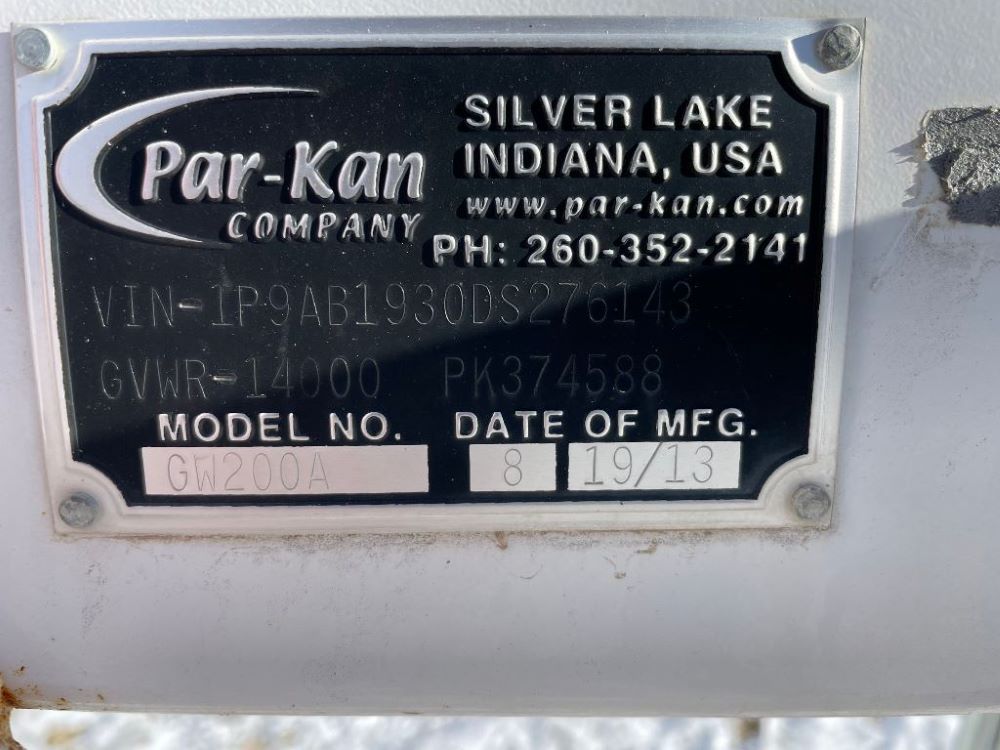 Par-Kan
COMPANY
SILVER LAKE
INDIANA, USA
www.par-kan.com
PH: 260-352-2141
VIN-1P9AB1930DS276143
GVWR-14000 PK374588
MODEL NO. DATE OF MFG.
GW200A 8 19/13